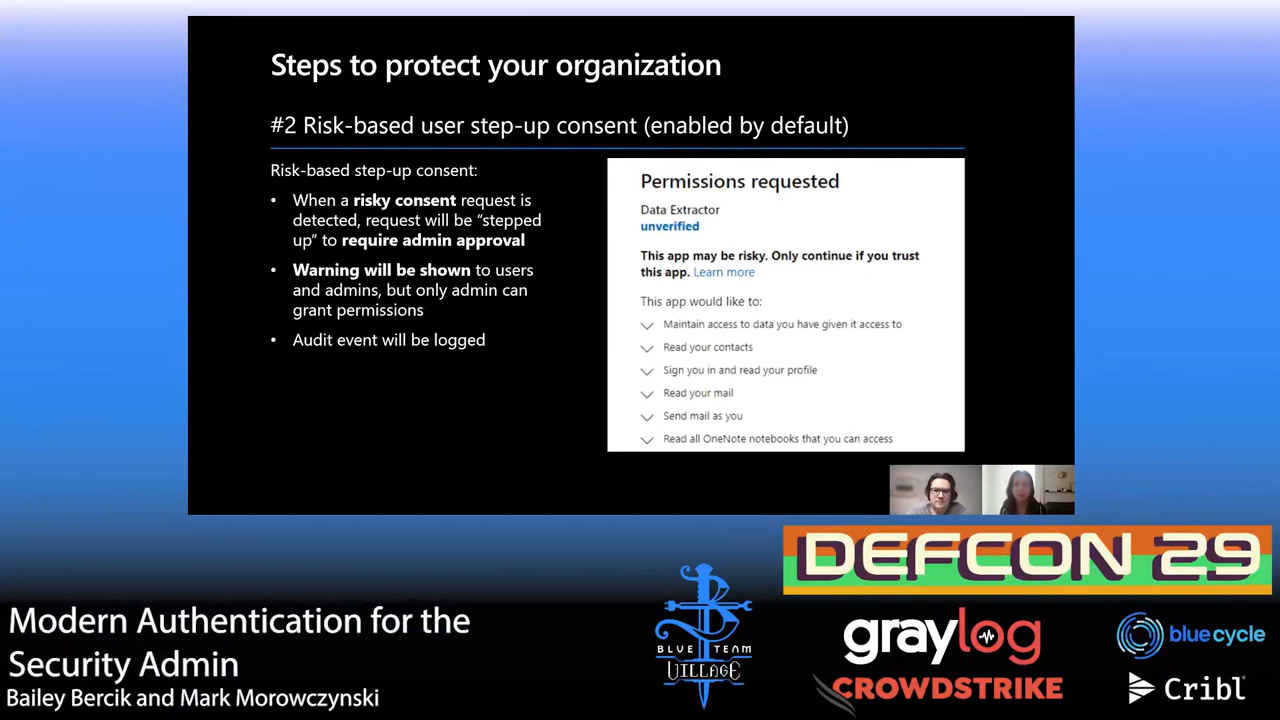 Steps to protect your organization
#2 Risk-based user step-up consent (enabled by default)
Risk-based step-up consent:
• When a risky consent request is
detected, request will be “stepped
up” to require admin approval
• Warning will be shown to users
and admins, but only admin can
grant permissions
• Audit event will be logged
Permissions requested
Data Extractor
unverified
This app may be risky. Only continue if you trust
this app. Learn more
This app would like to:
Maintain access to data you have given it access to
Read your contacts
Sign you in and read your profile
Read your mail
Send mail as you
Read all OneNote notebooks that you can access
DEFCON 29
Modern Authentication for the
Security Admin
Bailey Bercik and Mark Morowczynski
BLUE TEAM
VILLAGE
graylog
blue cycle
CROWDSTRIKE
Cribl